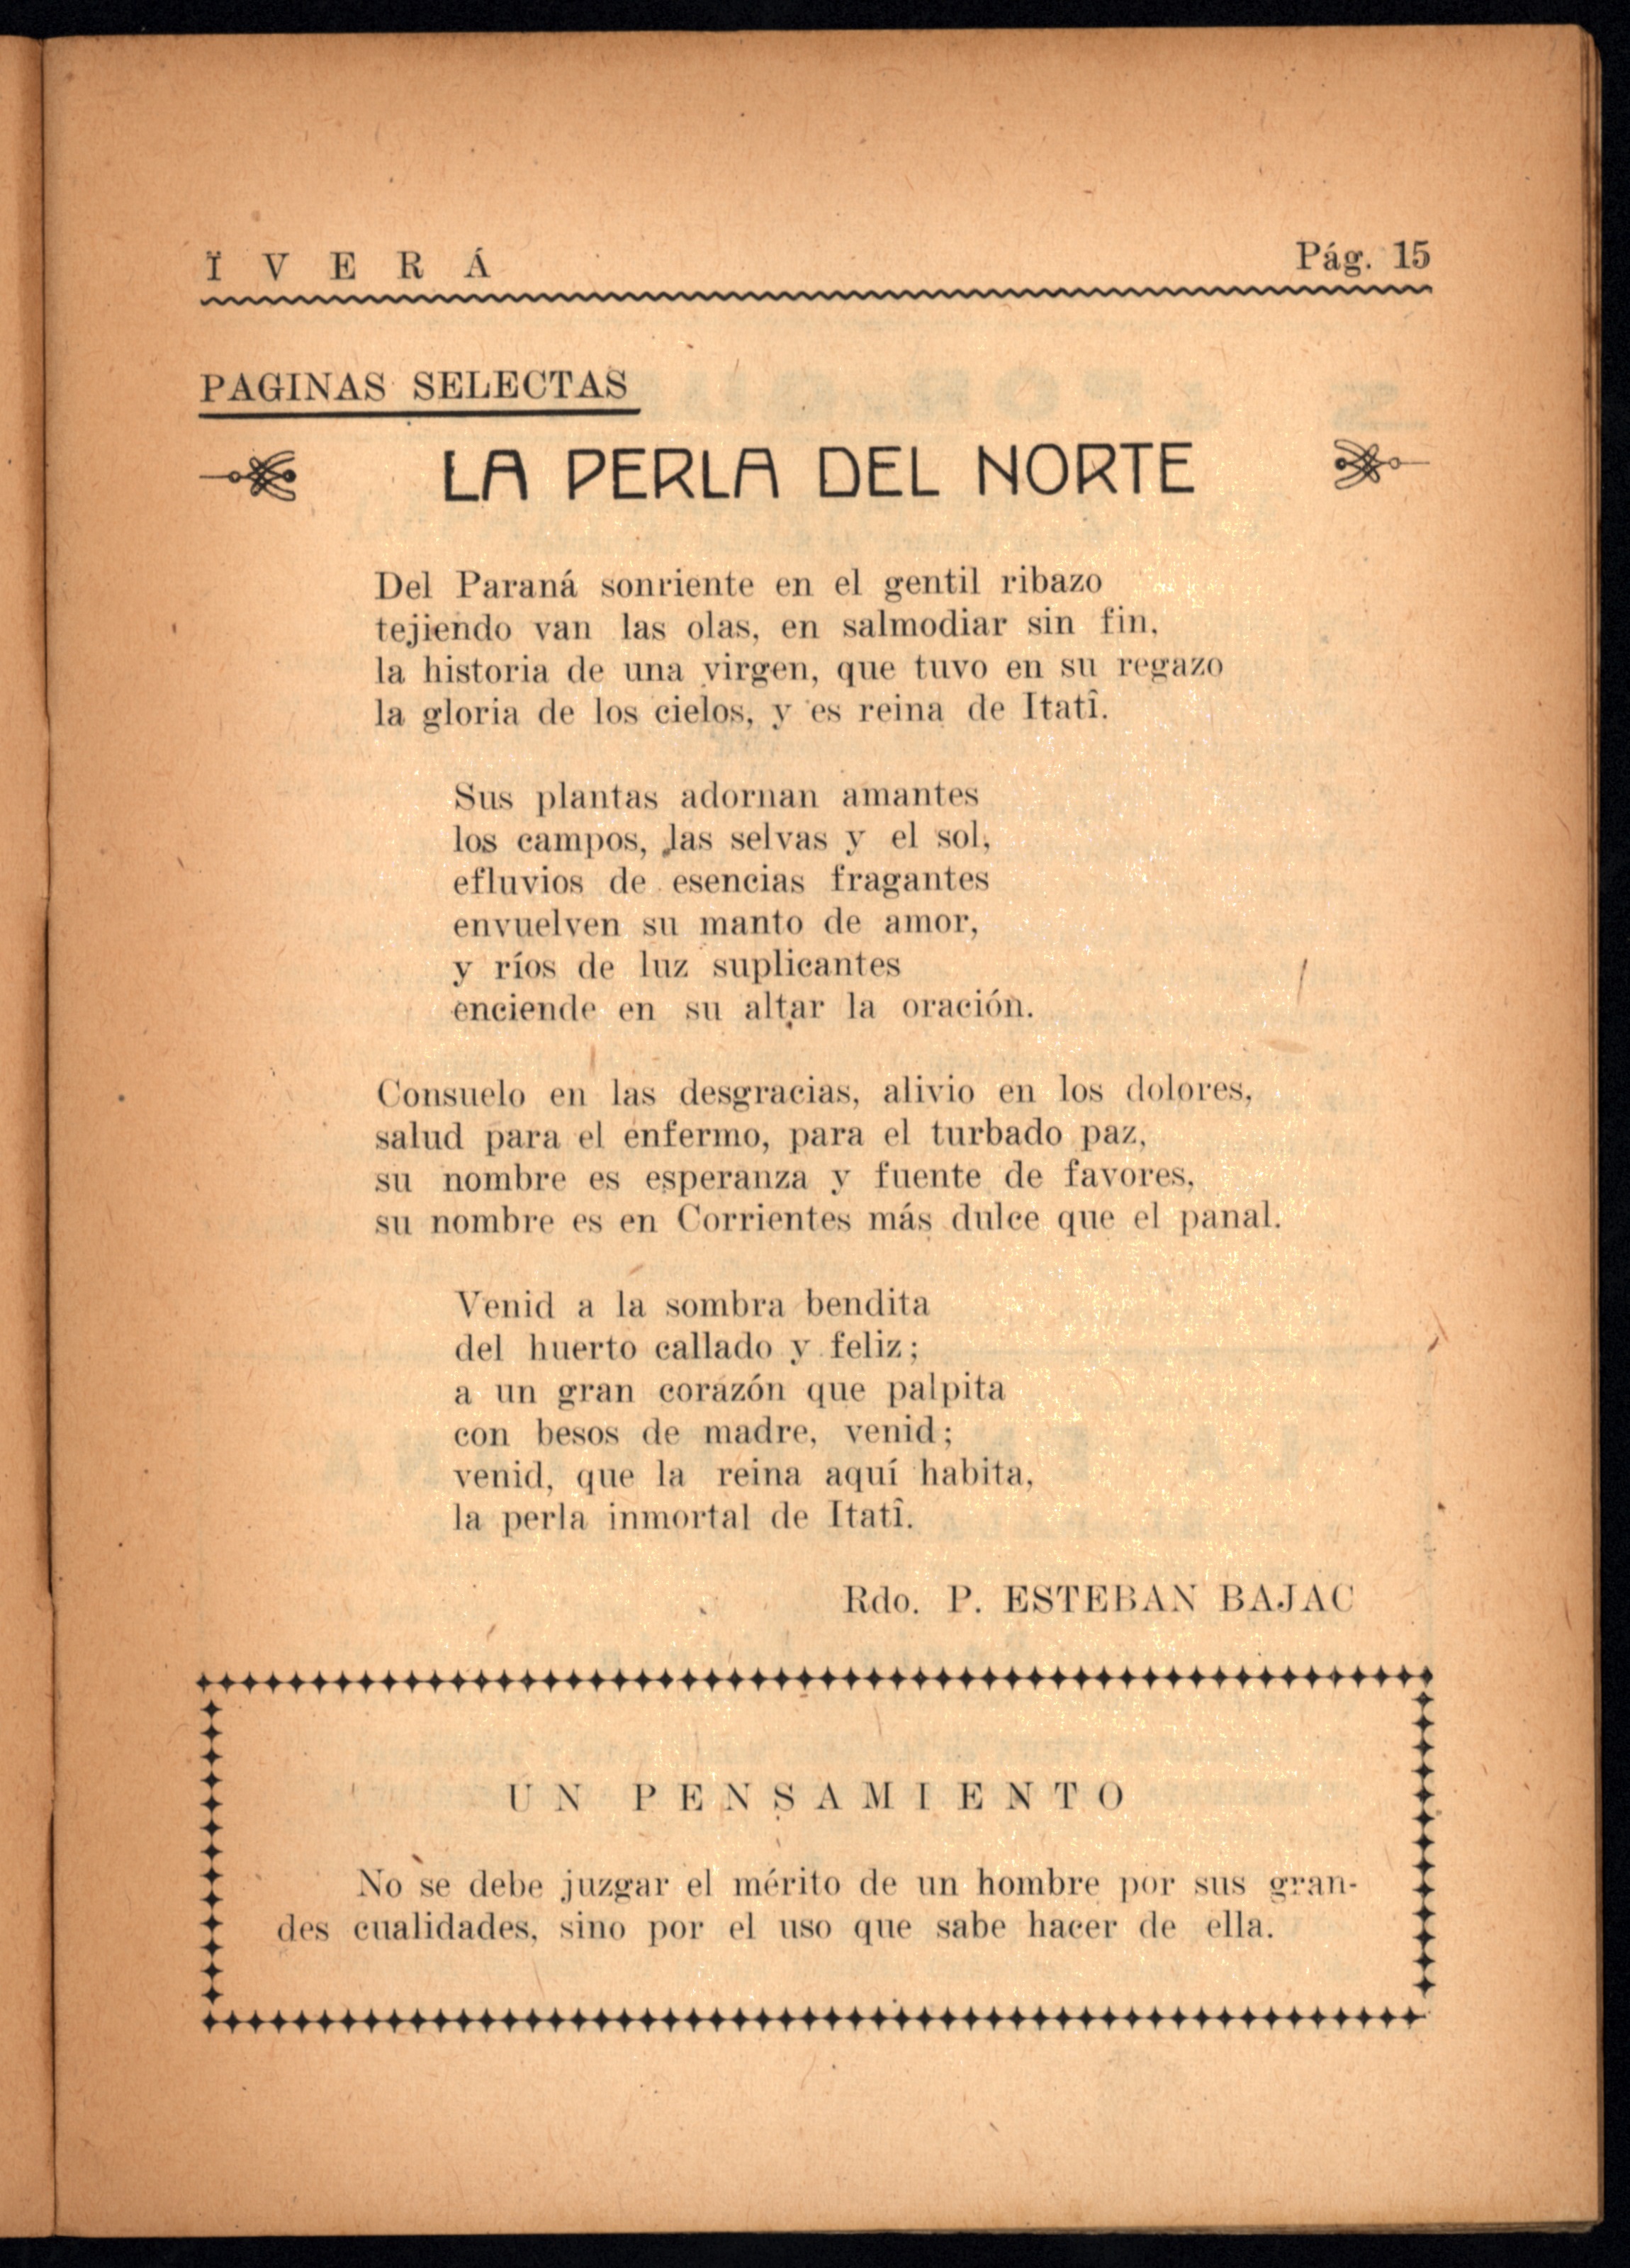 Ï V E R Á
Pág. 15
PAGINAS SELECTAS
LA PERLA DEL NORTE
Del Paraná sonriente en el gentil ribazo
tejiendo van las olas, en salmodiar sin fin,
la historia de una virgen, que tuvo en su regazo
la gloria de los cielos, y es reina de Itatî.
Sus plantas adornan amantes
los campos, las selvas y el sol,
efluvios de esencias fragantes
envuelven su manto de amor,
y ríos de luz suplicantes
enciende en su altar la oración.
Consuelo en las desgracias, alivio en los dolores,
salud para el enfermo, para el turbado paz,
su nombre es esperanza y fuente de favores,
su nombre es en Corrientes más dulce que el panal.
Venid a la sombra bendita
del huerto callado y feliz;
a un gran corazón que palpita
con besos de madre, venid;
venid, que la reina aquí habita,
la perla inmortal de Itatî.
Rdo. P. ESTEBAN BAJAC
UN PENSAMIENTO
No se debe juzgar el mérito de un hombre por sus gran-
des cualidades, sino por el uso que sabe hacer de ella.